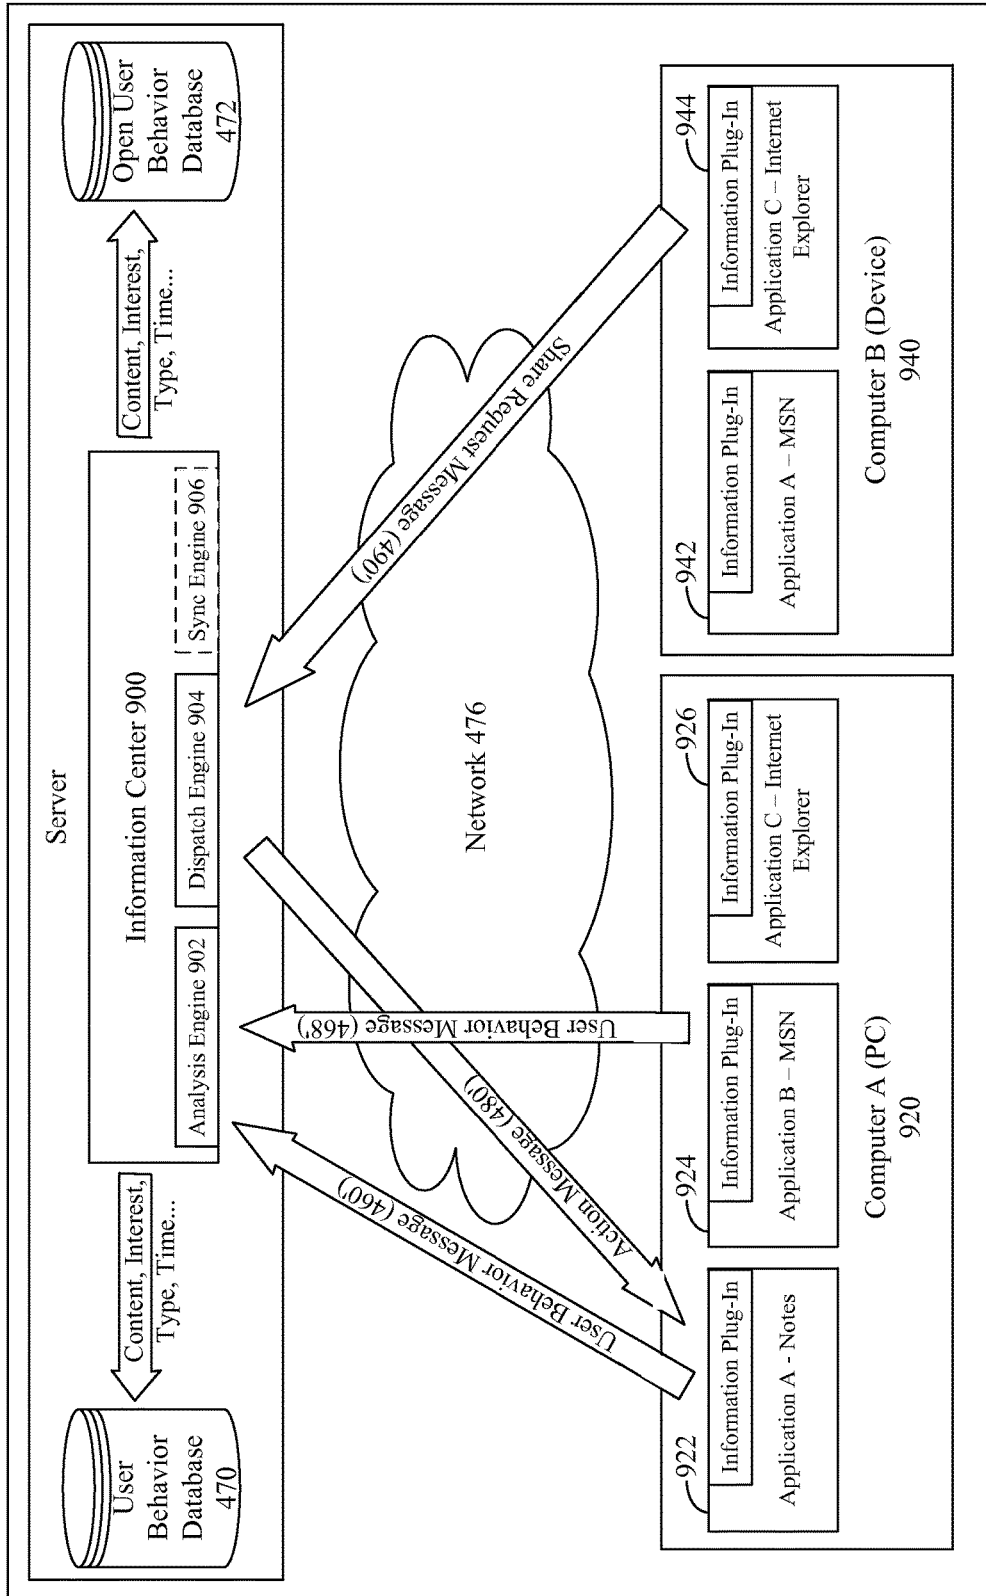 Server
User
Behavior
Database
470
Content, Interest,
Type, Time...
Information Center 900
Analysis Engine 902
Dispatch Engine 904
Sync Engine 906
Content, Interest,
Type, Time...
Open User
Behavior
Database
472
User Behavior Message (460')
Action Message (480')
User Behavior Message (468')
Network 476
Share Request Message (490')
922
Information Plug-In
Application A - Notes
924
Information Plug-In
Application B – MSN
926
Information Plug-In
Application C – Internet
Explorer
Computer A (PC)
920
942
Information Plug-In
Application A – MSN
944
Information Plug-In
Application C – Internet
Explorer
Computer B (Device)
940